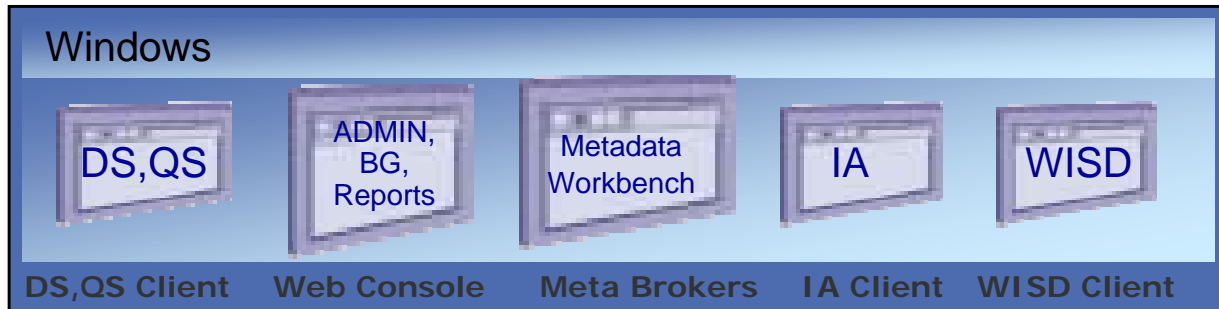 Windows
DS,QS
ADMIN,
BG,
Reports
Metadata
Workbench
IA
WISD
DS,QS Client
Web Console
Meta Brokers
IA Client
WISD Client